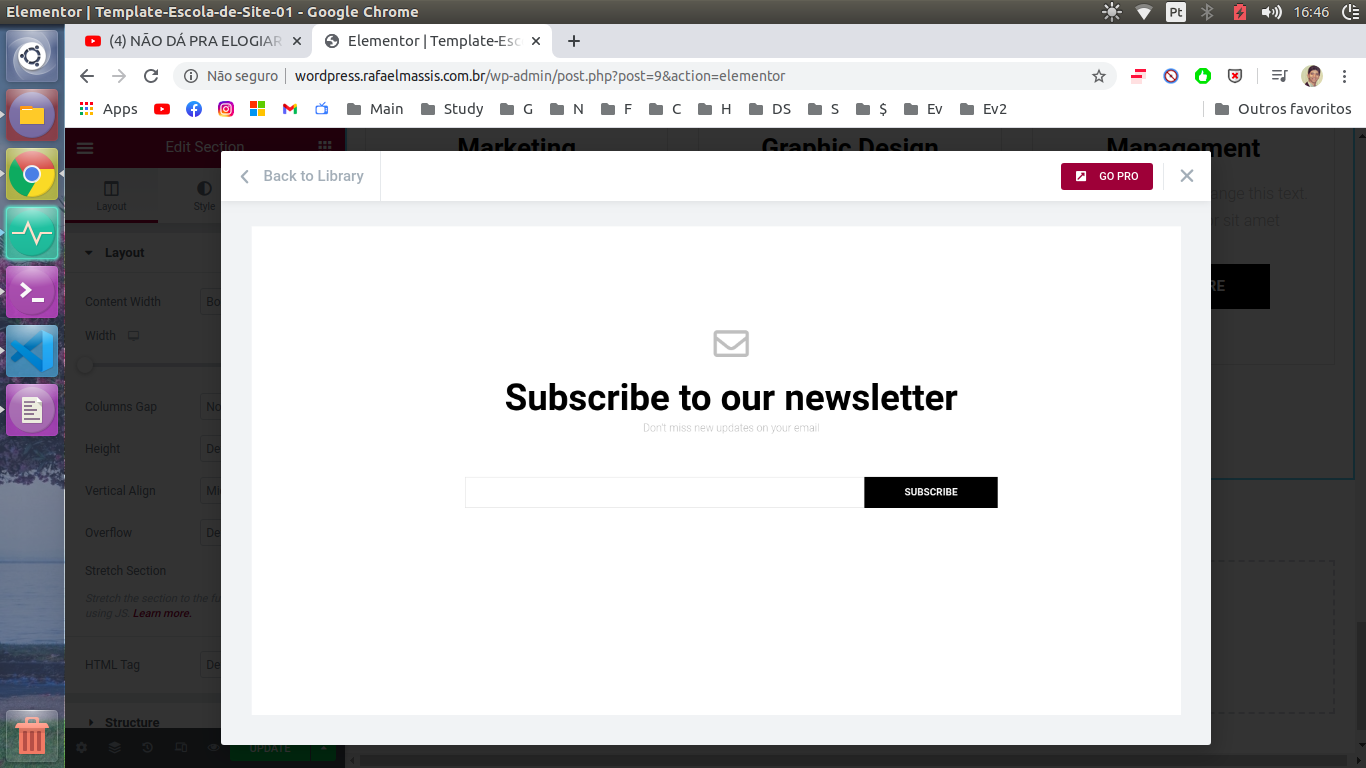 Elementor | Template-Escola-de-Site-01 - Google Chrome
Pt
16:46
(4) NÃO DÁ PRA ELOGIAR
Elementor | Template-Esc
Não seguro
wordpress.rafaelmassis.com.br/wp-admin/post.php?post=9&action=elementor
Apps
Main
Study
G
N
F
C
H
DS
S
$
Ev
Ev2
Outros favoritos
Edit Section
Marketing
Graphic Design
Management
Back to Library
GO PRO
Layout
Style
ange this text
r sit amet
Layout
RE
Content Width
Bo
Width
Subscribe to our newsletter
Don't miss new updates on your email
Columns Gap
No
Height
De
Vertical Align
Mi
SUBSCRIBE
Overflow
De
Stretch Section
Stretch the section to the fu
using JS. Learn more.
HTML Tag
De
Structure
UPDATE